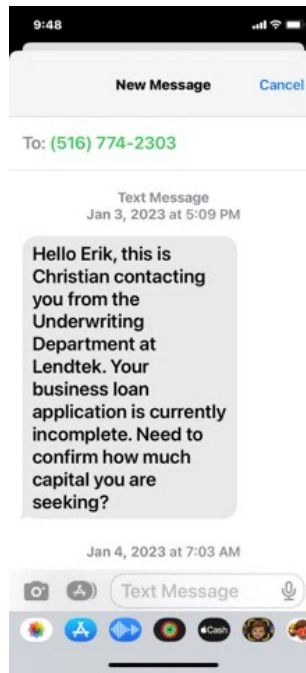 9:48
New Message Cancel
To: (516) 774-2303
Text Message
Jan 3, 2023 at 5:09 PM
Hello Erik, this is
Christian contacting
you from the
Underwriting
Department at
Lendtek. Your
business loan
application is currently
incomplete. Need to
confirm how much
capital you are
seeking?
Jan 4, 2023 at 7:03 AM
Text Message
Cash